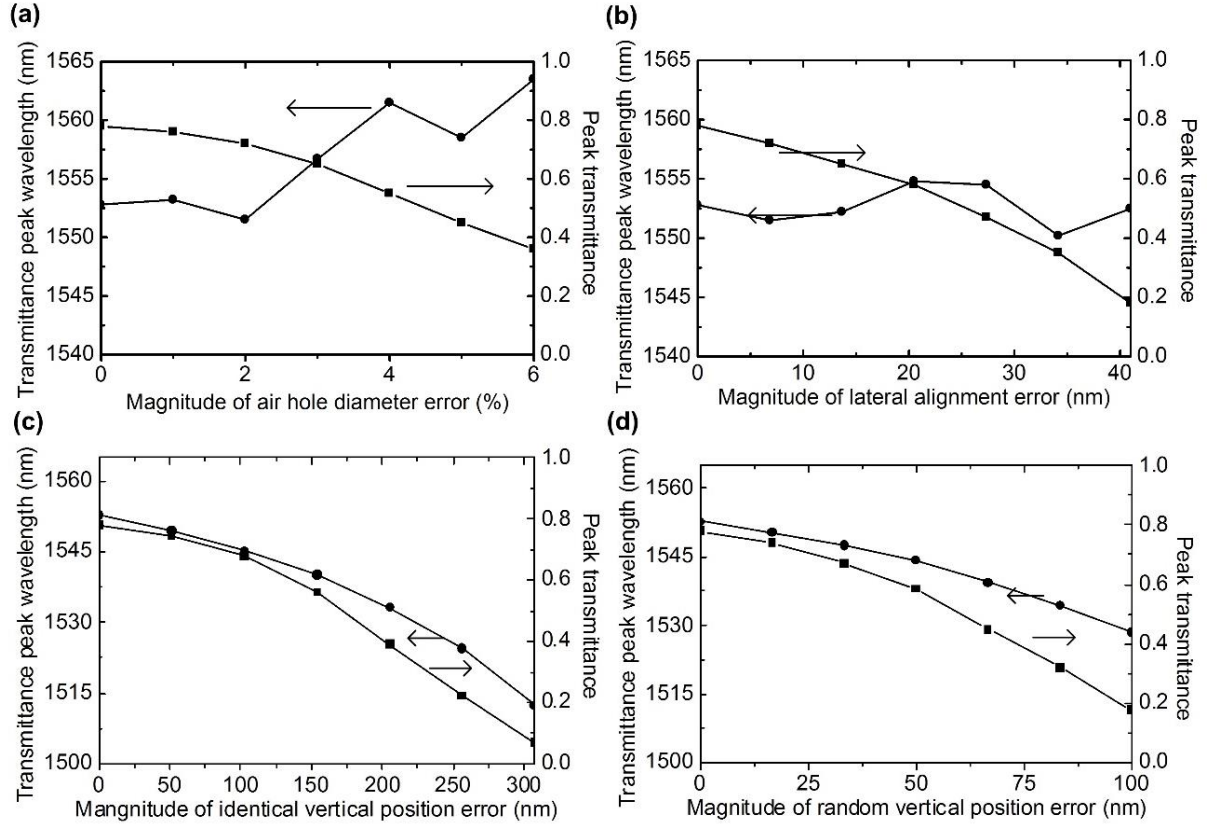 (a)
Transmittance peak wavelength (nm)
1565
1560
1555
1550
1545
1540
1.0
0.8
0.6
0.4
0.2
0.0
Peak transmittance
0 2 4 6
Magnitude of air hole diameter error (%)
(b)
Transmittance peak wavelength (nm)
1565
1560
1555
1550
1545
1540
1.0
0.8
0.6
0.4
0.2
0.0
Peak transmittance
0 10 20 30 40
Magnitude of lateral alignment error (nm)
(c)
Transmittance peak wavelength (nm)
1560
1545
1530
1515
1500
1.0
0.8
0.6
0.4
0.2
0.0
Peak transmittance
0 50 100 150 200 250 300
Mangnitude of identical vertical position error (nm)
(d)
Transmittance peak wavelength (nm)
1560
1545
1530
1515
1500
1.0
0.8
0.6
0.4
0.2
0.0
Peak transmittance
0 25 50 75 100
Magnitude of random vertical position error (nm)